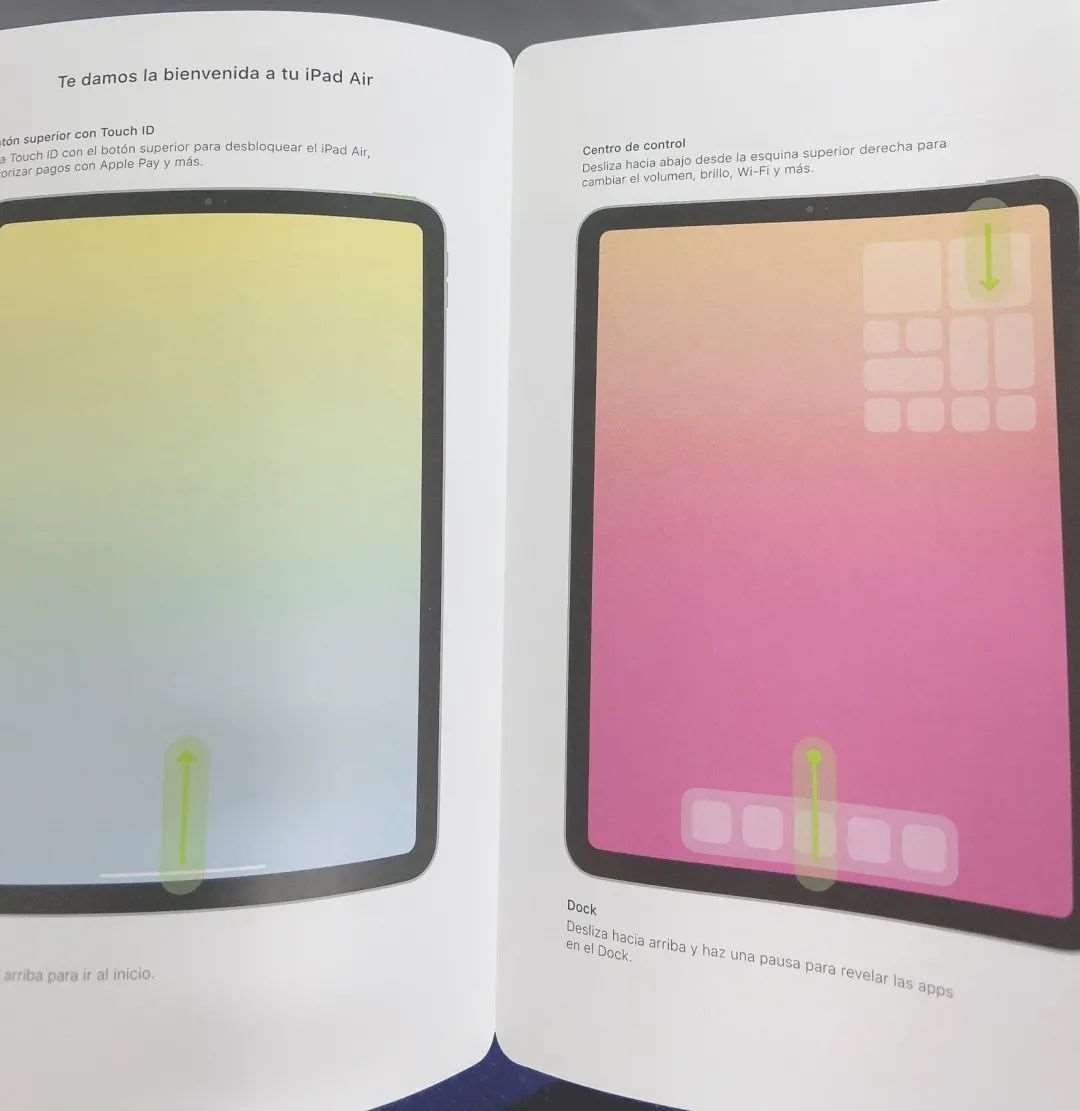 Te damos la bienvenida a tu iPad Air
tón superior con Touch ID
a Touch ID con el botón superior para desbloquear el iPad Air,
orizar pagos con Apple Pay y más.
arriba para ir al inicio.
Centro de control
Desliza hacia abajo desde la esquina superior derecha para
cambiar el volumen, brillo, Wi-Fi y más.
Dock
Desliza hacia arriba y haz una pausa para revelar las apps
en el Dock.